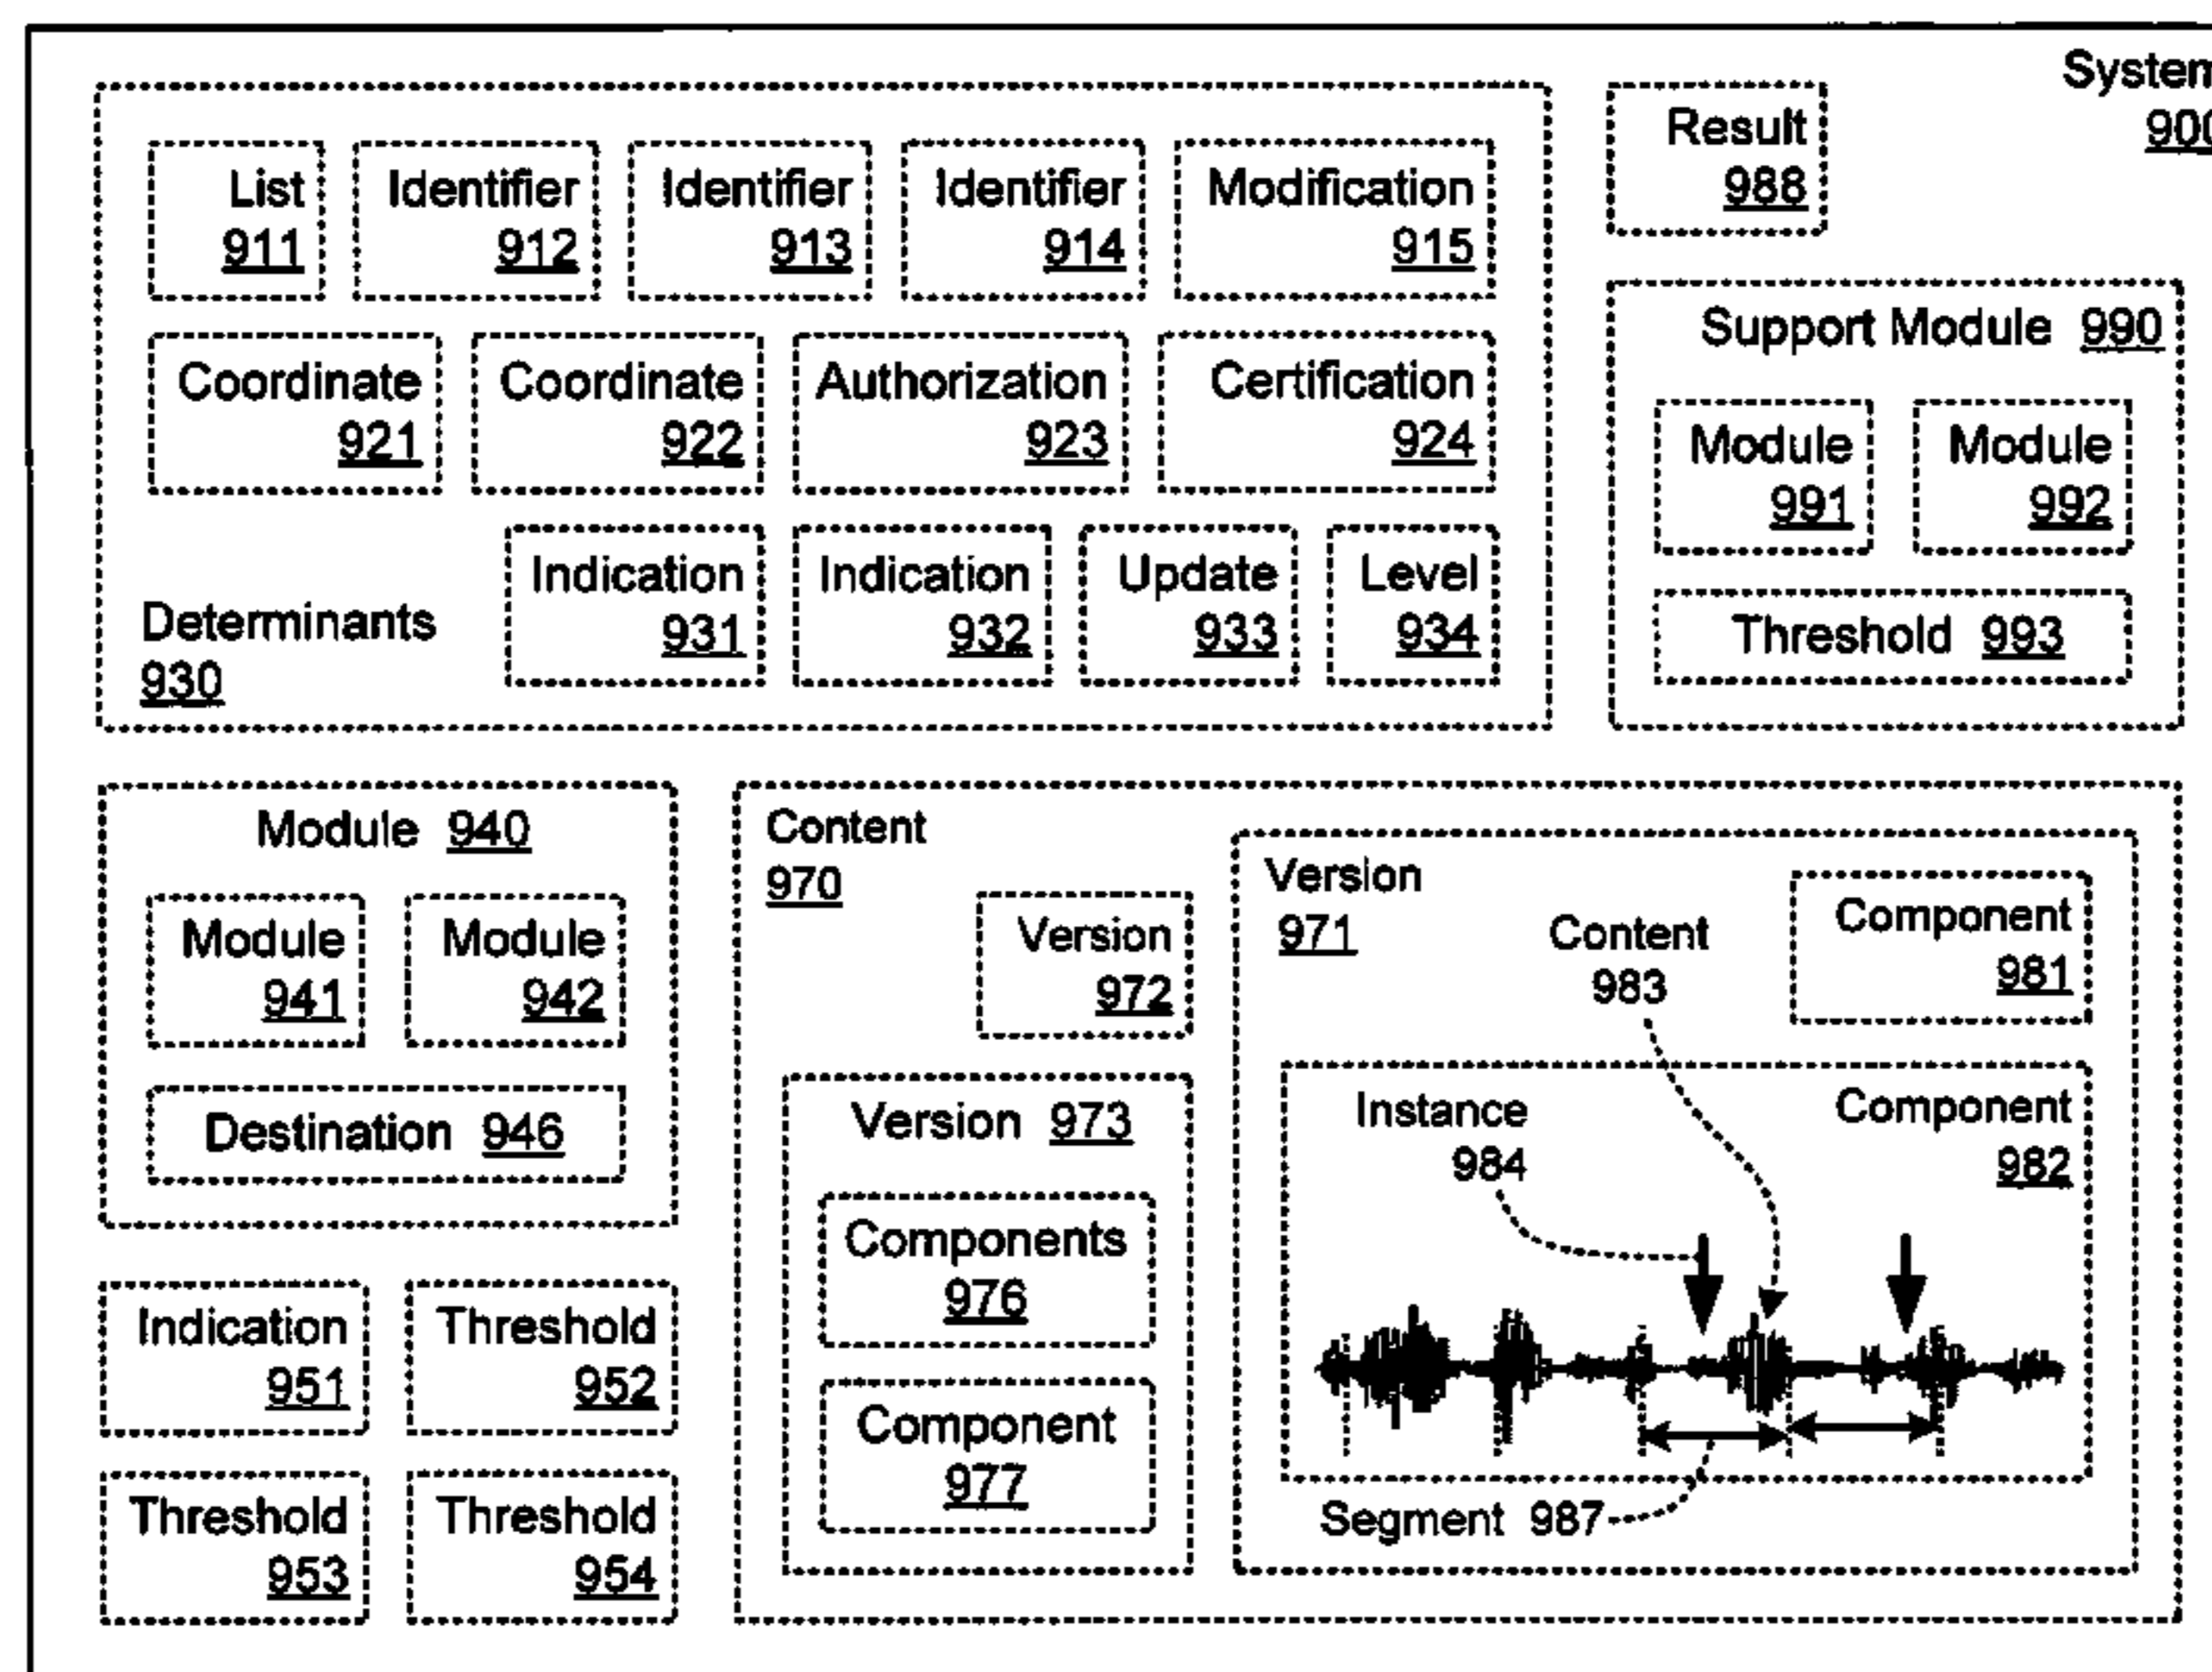 System
900
List
911
Identifier
912
Identifier
913
Identifier
914
Modification
915
Result
988
Coordinate
921
Coordinate
922
Authorization
923
Certification
924
Indication
931
Indication
932
Update
933
Level
934
Determinants
930
Support Module 990
Module
991
Module
992
Threshold 993
Module 940
Module
941
Module
942
Destination 946
Indication
951
Threshold
952
Threshold
953
Threshold
954
Content
970
Version
972
Version 973
Components
976
Component
977
Version
971
Content
983
Component
981
Instance
984
Component
982
Segment 987